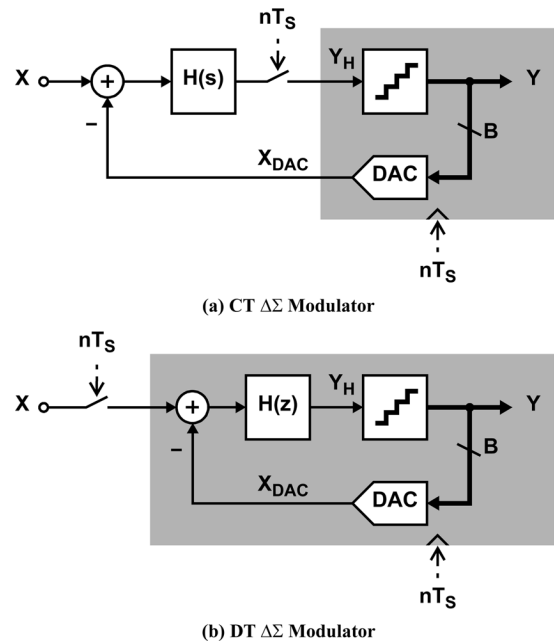 nT_S
X + H(s) Y_H Y
− B
X_DAC DAC
nT_S
(a) CT ΔΣ Modulator
nT_S
X + H(z) Y_H Y
− B
X_DAC DAC
nT_S
(b) DT ΔΣ Modulator